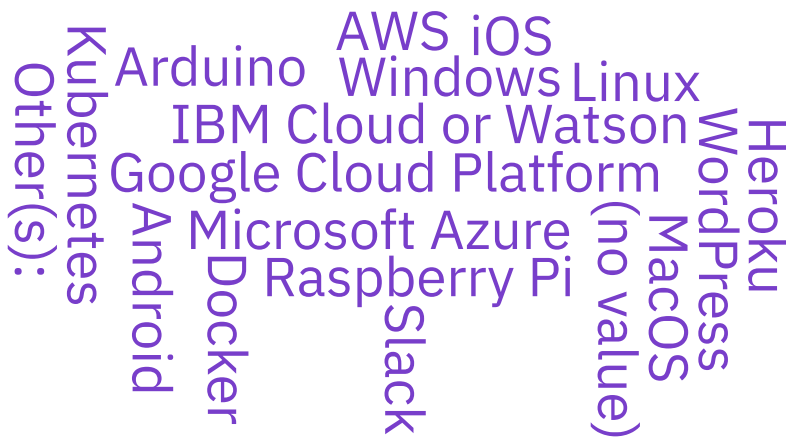 AWS
iOS
Arduino
Windows
Linux
IBM Cloud or Watson
Google Cloud Platform
Microsoft Azure
Raspberry Pi
Other(s):
Kubernetes
Android
Docker
Slack
(no value)
MacOS
WordPress
Heroku